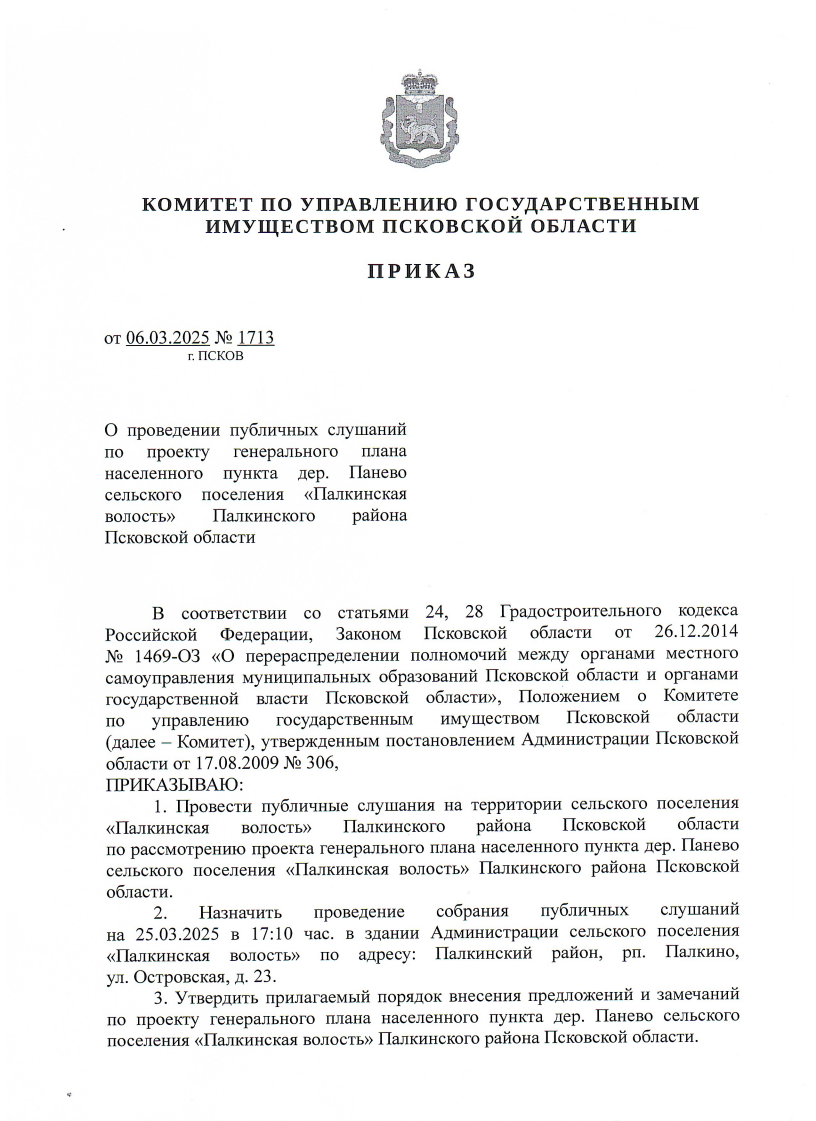 КОМИТЕТ ПО УПРАВЛЕНИЮ ГОСУДАРСТВЕННЫМ
ИМУЩЕСТВОМ ПСКОВСКОЙ ОБЛАСТИ
ПРИКАЗ
от 06.03.2025 № 1713
г. ПСКОВ
О проведении публичных слушаний
по проекту генерального плана
населенного пункта дер. Панево
сельского поселения «Палкинская
волость» Палкинского района
Псковской области
В соответствии со статьями 24, 28 Градостроительного кодекса
Российской Федерации, Законом Псковской области от 26.12.2014
№ 1469-ОЗ «О перераспределении полномочий между органами местного
самоуправления муниципальных образований Псковской области и органами
государственной власти Псковской области», Положением о Комитете
по управлению государственным имуществом Псковской области
(далее – Комитет), утвержденным постановлением Администрации Псковской
области от 17.08.2009 № 306,
ПРИКАЗЫВАЮ:
1. Провести публичные слушания на территории сельского поселения
«Палкинская волость» Палкинского района Псковской области
по рассмотрению проекта генерального плана населенного пункта дер. Панево
сельского поселения «Палкинская волость» Палкинского района Псковской
области.
2. Назначить проведение собрания публичных слушаний
на 25.03.2025 в 17:10 час. в здании Администрации сельского поселения
«Палкинская волость» по адресу: Палкинский район, рп. Палкино,
ул. Островская, д. 23.
3. Утвердить прилагаемый порядок внесения предложений и замечаний
по проекту генерального плана населенного пункта дер. Панево сельского
поселения «Палкинская волость» Палкинского района Псковской области.